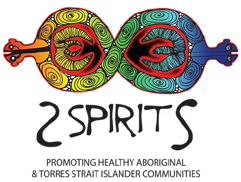 2 SPIRITS
PROMOTING HEALTHY ABORIGINAL
& TORRES STRAIT ISLANDER COMMUNITIES